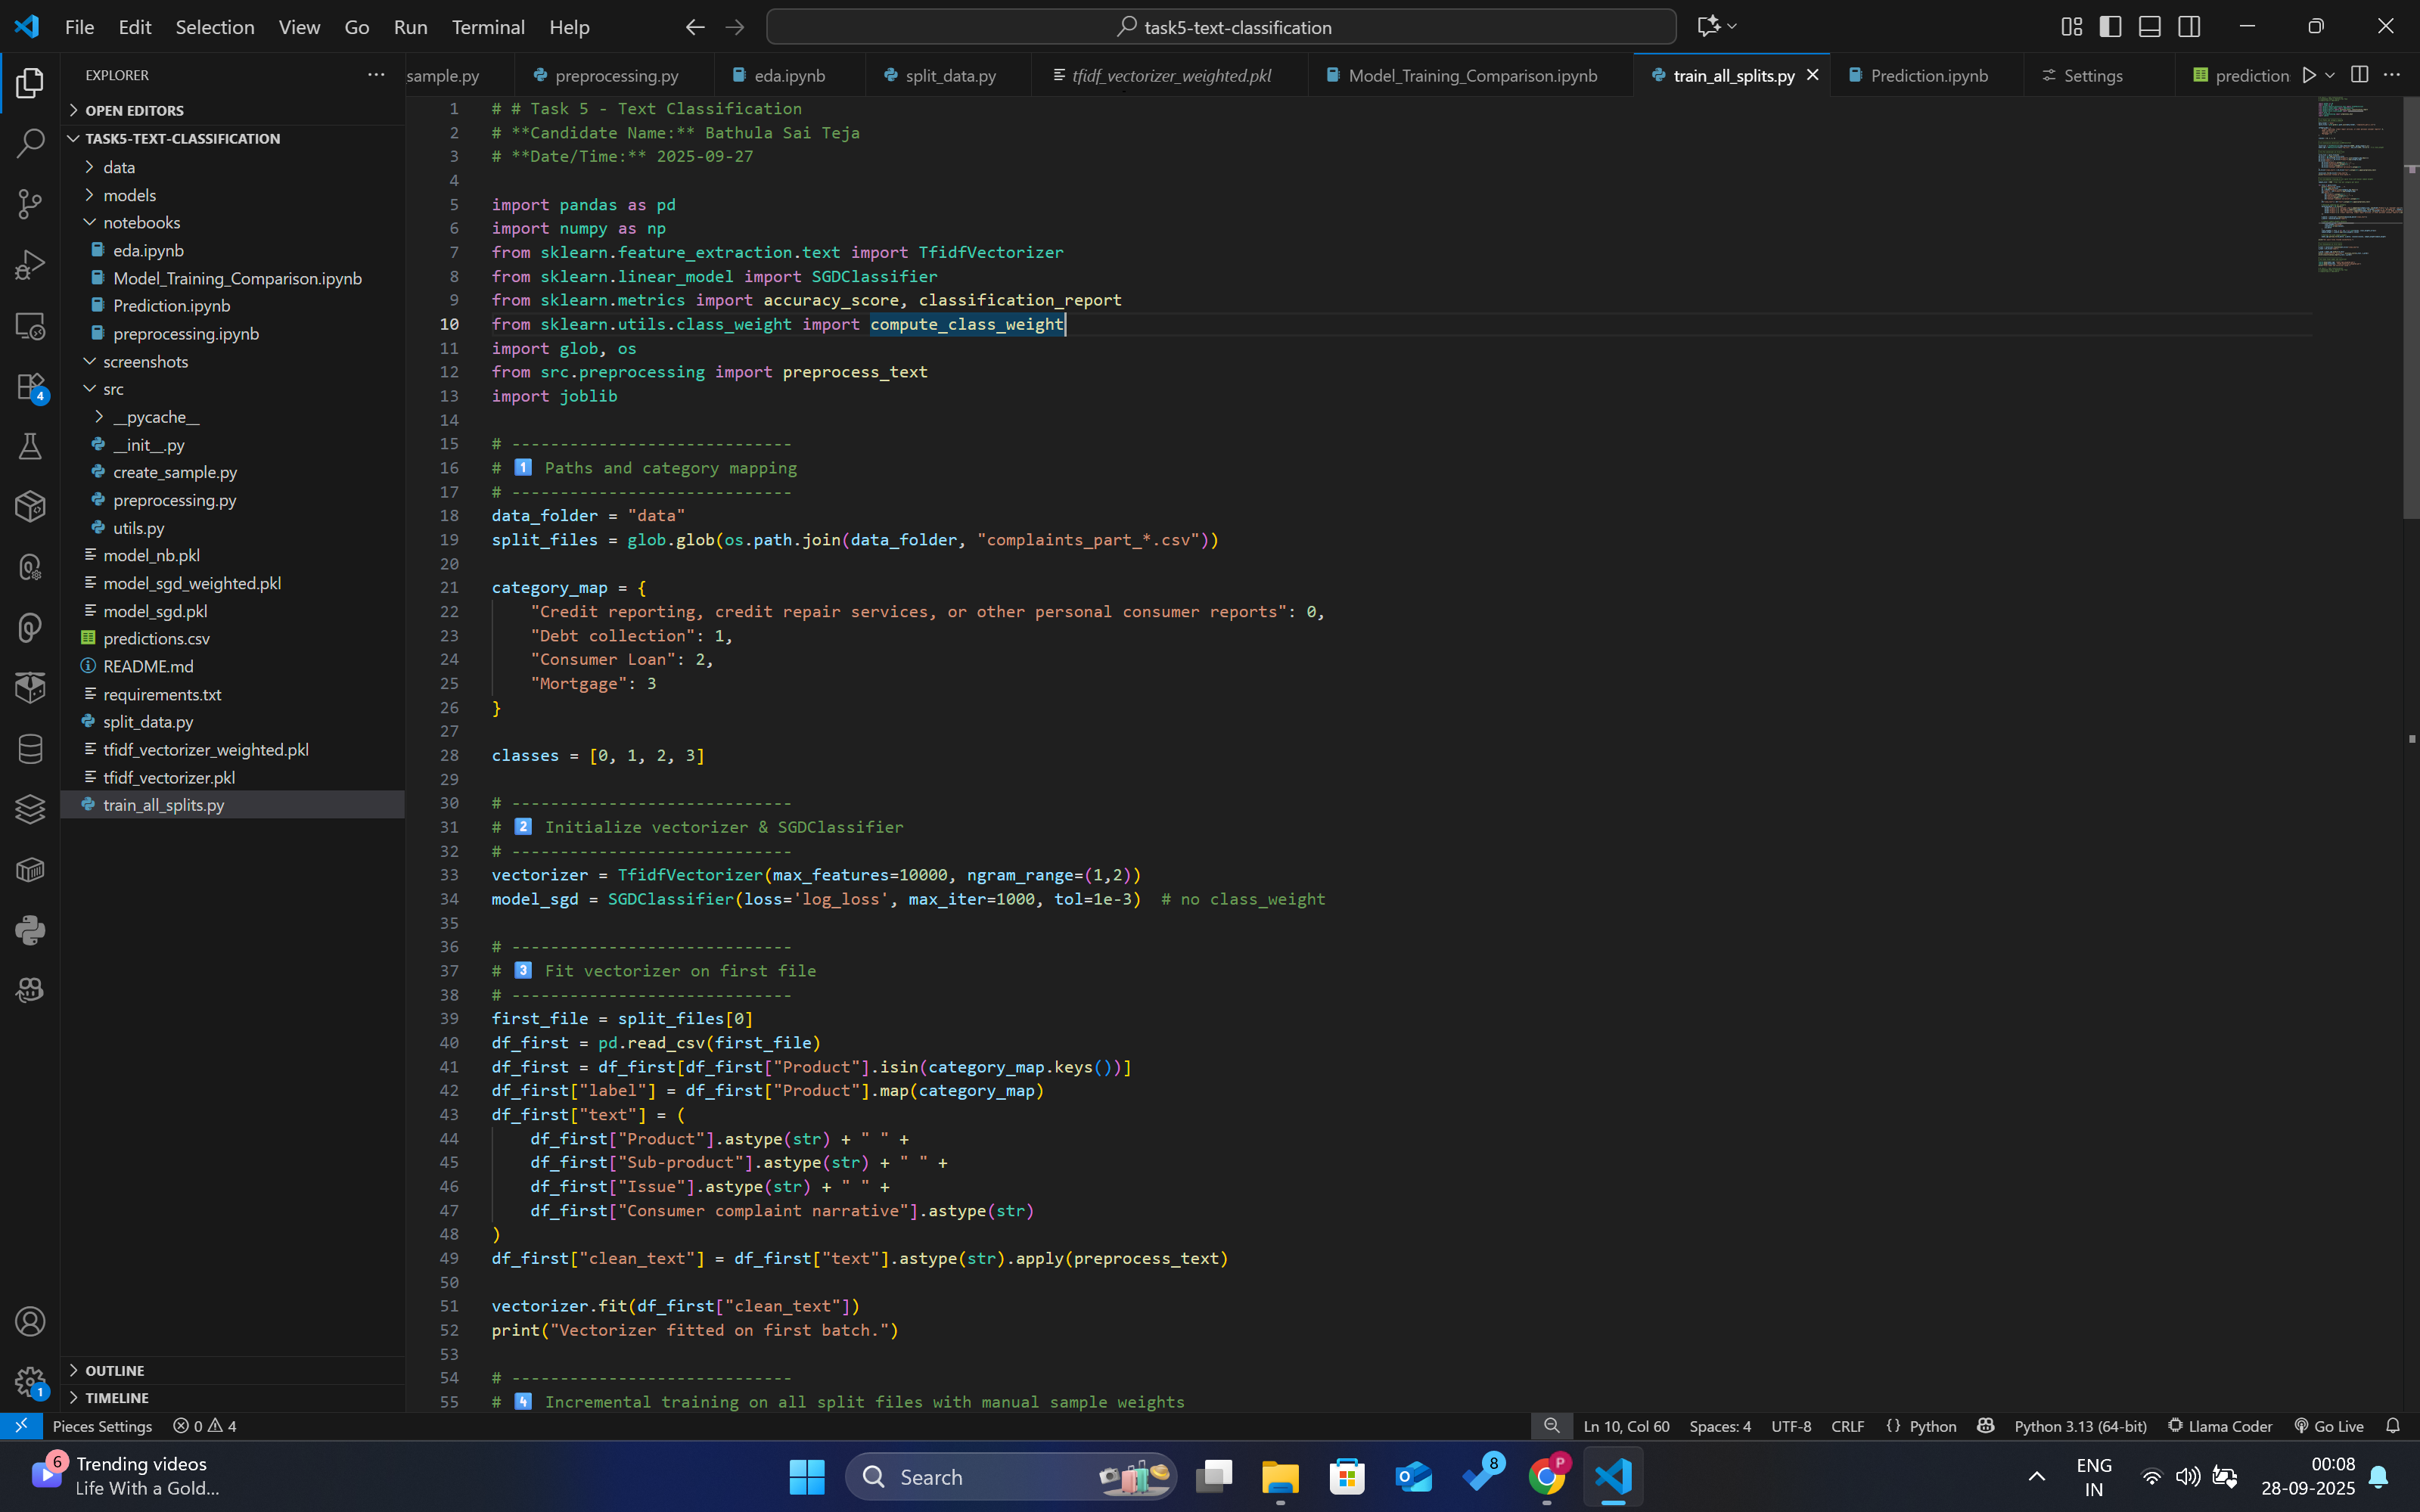 File Edit Selection View Go Run Terminal Help
task5-text-classification
EXPLORER
sample.py preprocessing.py eda.ipynb split_data.py tfidf_vectorizer_weighted.pkl Model_Training_Comparison.ipynb train_all_splits.py Prediction.ipynb Settings prediction
OPEN EDITORS
TASK5-TEXT-CLASSIFICATION
data
models
notebooks
eda.ipynb
Model_Training_Comparison.ipynb
Prediction.ipynb
preprocessing.ipynb
screenshots
src
__pycache__
__init__.py
create_sample.py
preprocessing.py
utils.py
model_nb.pkl
model_sgd_weighted.pkl
model_sgd.pkl
predictions.csv
README.md
requirements.txt
split_data.py
tfidf_vectorizer_weighted.pkl
tfidf_vectorizer.pkl
train_all_splits.py
OUTLINE
TIMELINE
4
1
1 # # Task 5 - Text Classification
2 # **Candidate Name:** Bathula Sai Teja
3 # **Date/Time:** 2025-09-27
4
5 import pandas as pd
6 import numpy as np
7 from sklearn.feature_extraction.text import TfidfVectorizer
8 from sklearn.linear_model import SGDClassifier
9 from sklearn.metrics import accuracy_score, classification_report
10 from sklearn.utils.class_weight import compute_class_weight
11 import glob, os
12 from src.preprocessing import preprocess_text
13 import joblib
14
15 # -----------------------------
16 # 1️⃣ Paths and category mapping
17 # -----------------------------
18 data_folder = "data"
19 split_files = glob.glob(os.path.join(data_folder, "complaints_part_*.csv"))
20
21 category_map = {
22     "Credit reporting, credit repair services, or other personal consumer reports": 0,
23     "Debt collection": 1,
24     "Consumer Loan": 2,
25     "Mortgage": 3
26 }
27
28 classes = [0, 1, 2, 3]
29
30 # -----------------------------
31 # 2️⃣ Initialize vectorizer & SGDClassifier
32 # -----------------------------
33 vectorizer = TfidfVectorizer(max_features=10000, ngram_range=(1,2))
34 model_sgd = SGDClassifier(loss='log_loss', max_iter=1000, tol=1e-3)  # no class_weight
35
36 # -----------------------------
37 # 3️⃣ Fit vectorizer on first file
38 # -----------------------------
39 first_file = split_files[0]
40 df_first = pd.read_csv(first_file)
41 df_first = df_first[df_first["Product"].isin(category_map.keys())]
42 df_first["label"] = df_first["Product"].map(category_map)
43 df_first["text"] = (
44     df_first["Product"].astype(str) + " " +
45     df_first["Sub-product"].astype(str) + " " +
46     df_first["Issue"].astype(str) + " " +
47     df_first["Consumer complaint narrative"].astype(str)
48 )
49 df_first["clean_text"] = df_first["text"].astype(str).apply(preprocess_text)
50
51 vectorizer.fit(df_first["clean_text"])
52 print("Vectorizer fitted on first batch.")
53
54 # -----------------------------
55 # 4️⃣ Incremental training on all split files with manual sample weights
Pieces Settings 0 4 Ln 10, Col 60 Spaces: 4 UTF-8 CRLF {} Python Python 3.13 (64-bit) Llama Coder Go Live
6 Trending videos
Life With a Gold...
Search
8
P
ENG
IN
00:08
28-09-2025